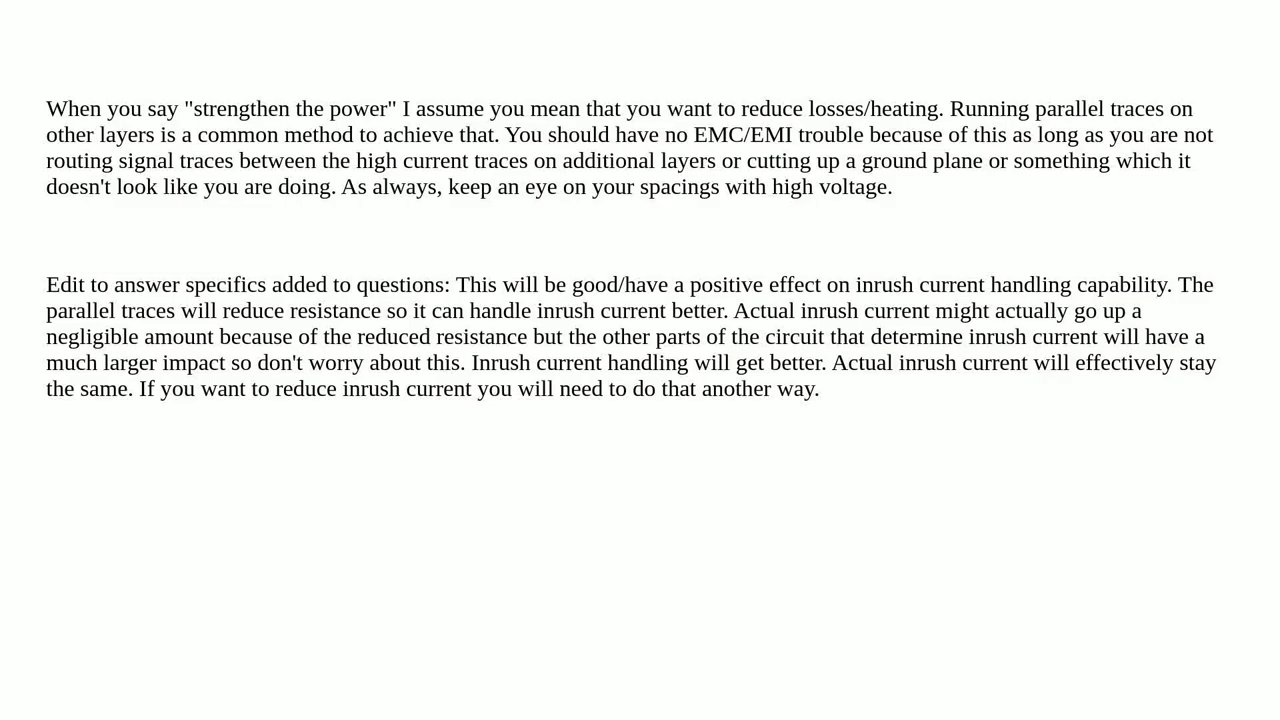 When you say "strengthen the power" I assume you mean that you want to reduce losses/heating. Running parallel traces on
other layers is a common method to achieve that. You should have no EMC/EMI trouble because of this as long as you are not
routing signal traces between the high current traces on additional layers or cutting up a ground plane or something which it
doesn't look like you are doing. As always, keep an eye on your spacings with high voltage.
Edit to answer specifics added to questions: This will be good/have a positive effect on inrush current handling capability. The
parallel traces will reduce resistance so it can handle inrush current better. Actual inrush current might actually go up a
negligible amount because of the reduced resistance but the other parts of the circuit that determine inrush current will have a
much larger impact so don't worry about this. Inrush current handling will get better. Actual inrush current will effectively stay
the same. If you want to reduce inrush current you will need to do that another way.